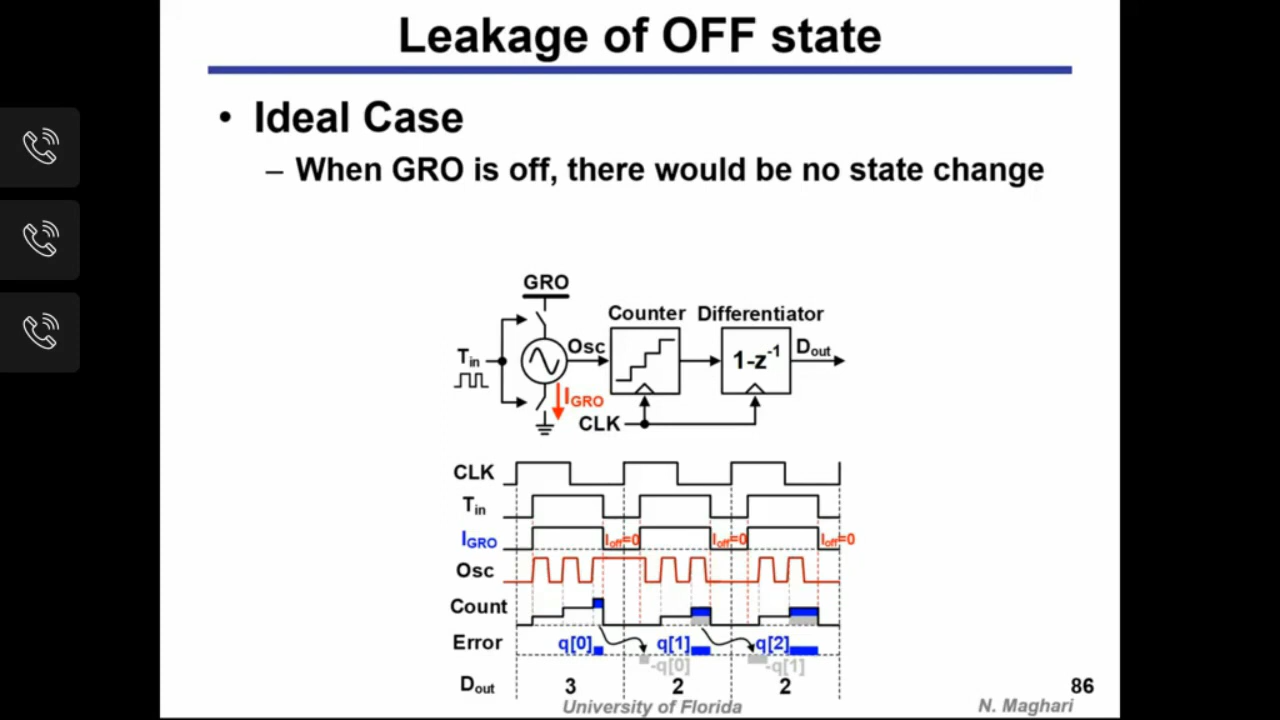 Leakage of OFF state
• Ideal Case
– When GRO is off, there would be no state change
GRO
Counter Differentiator
Osc
Tin
1-z-1
Dout
IGRO
CLK
CLK
Tin
IGRO Ioff=0 Ioff=0 Ioff=0
Osc
Count
Error q[0] q[1] q[2]
-q[0] -q[1]
Dout 3 2 2 86
University of Florida N. Maghari